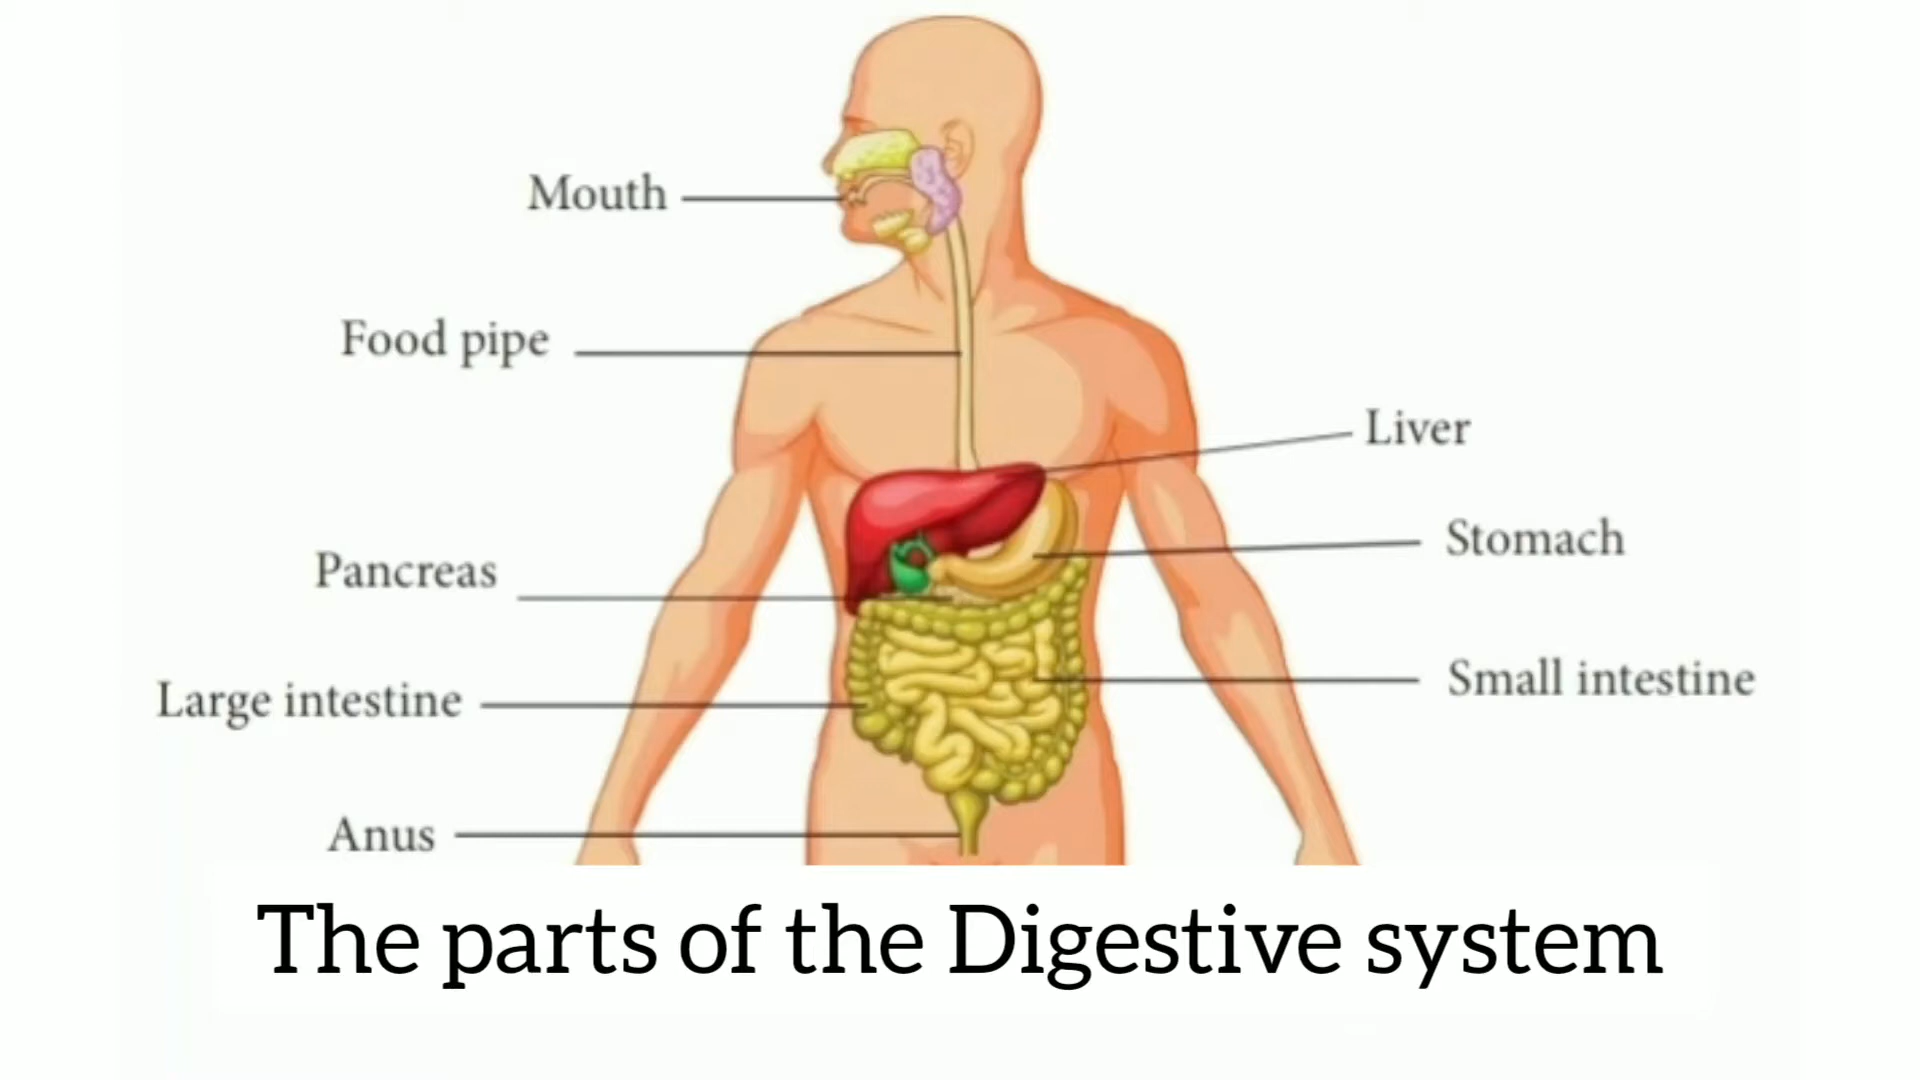 Mouth
Food pipe
Liver
Stomach
Pancreas
Small intestine
Large intestine
Anus
The parts of the Digestive system